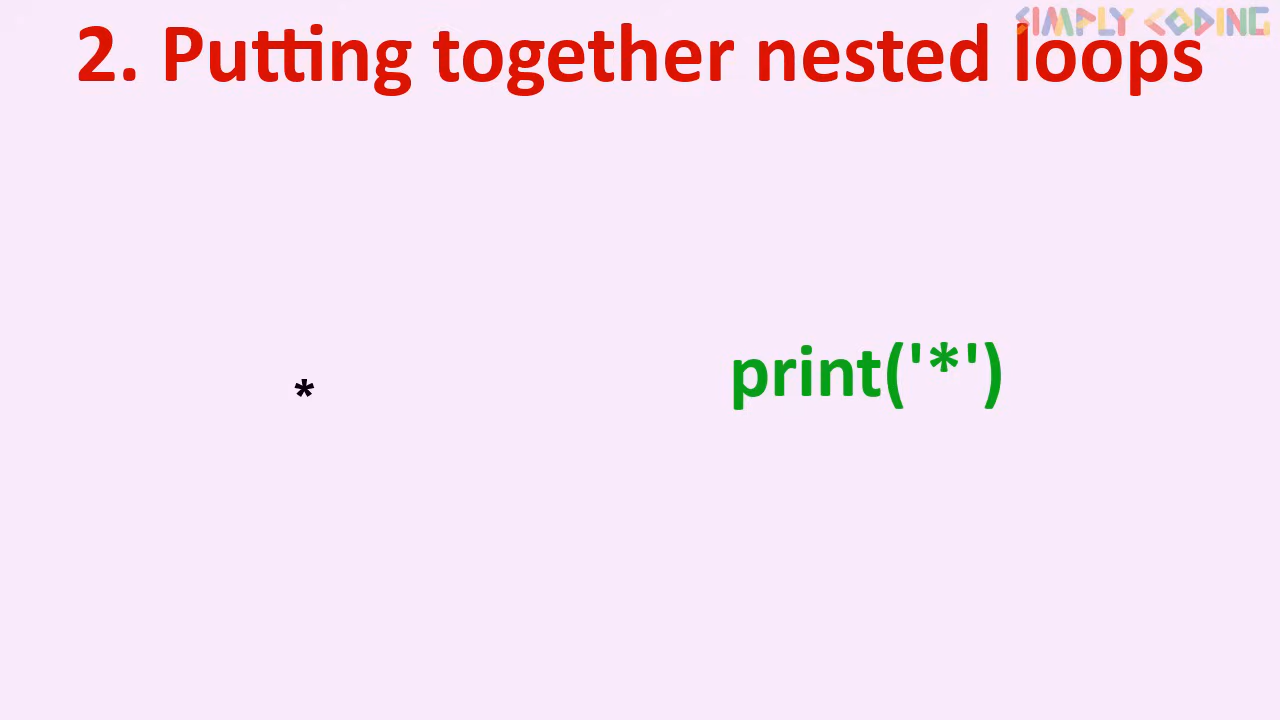 SIMPLY CODING
2. Putting together nested loops
print('*')
*